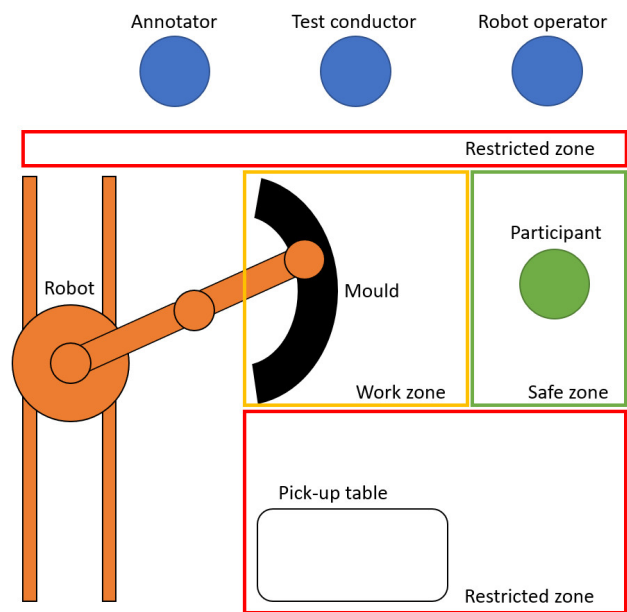 Annotator
Test conductor
Robot operator
Restricted zone
Participant
Robot
Mould
Work zone
Safe zone
Pick-up table
Restricted zone